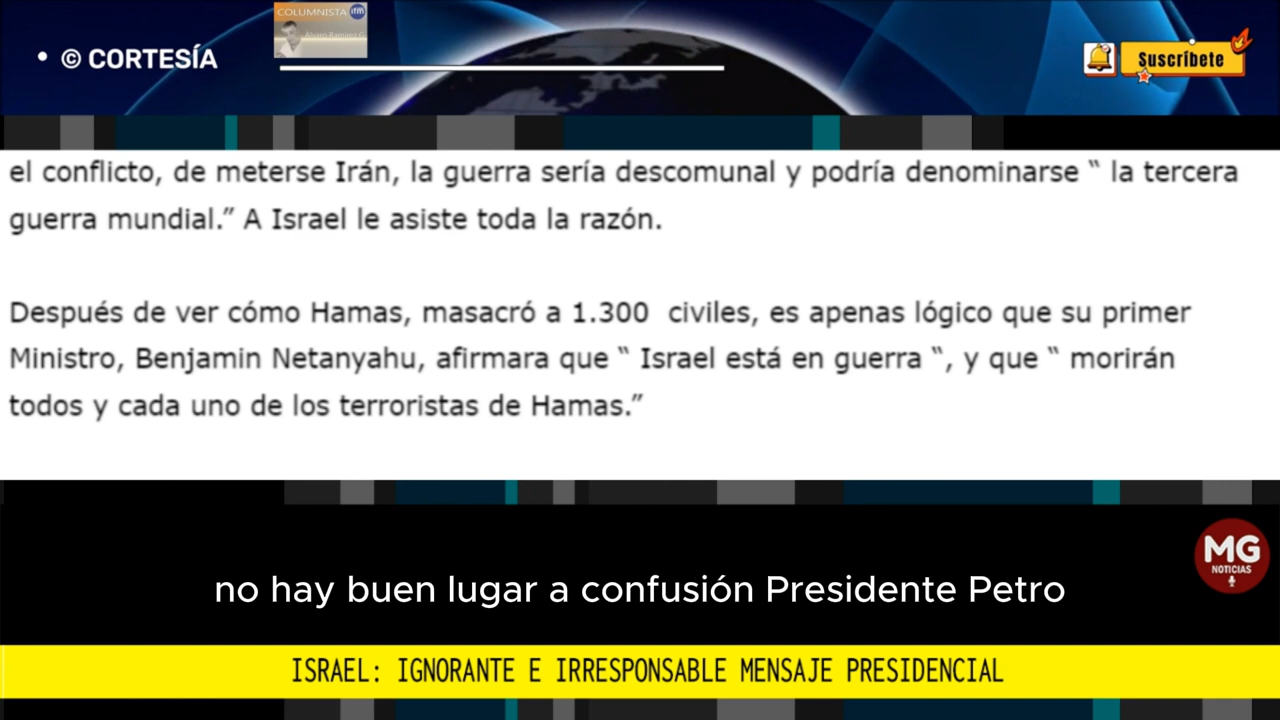 COLUMNISTA ifm
Álvaro Ramírez G.
• © CORTESÍA
Suscríbete
el conflicto, de meterse Irán, la guerra sería descomunal y podría denominarse “ la tercera
guerra mundial.” A Israel le asiste toda la razón.
Después de ver cómo Hamas, masacró a 1.300 civiles, es apenas lógico que su primer
Ministro, Benjamin Netanyahu, afirmara que “ Israel está en guerra “, y que “ morirán
todos y cada uno de los terroristas de Hamas.”
MG
NOTICIAS
no hay buen lugar a confusión Presidente Petro
ISRAEL: IGNORANTE E IRRESPONSABLE MENSAJE PRESIDENCIAL